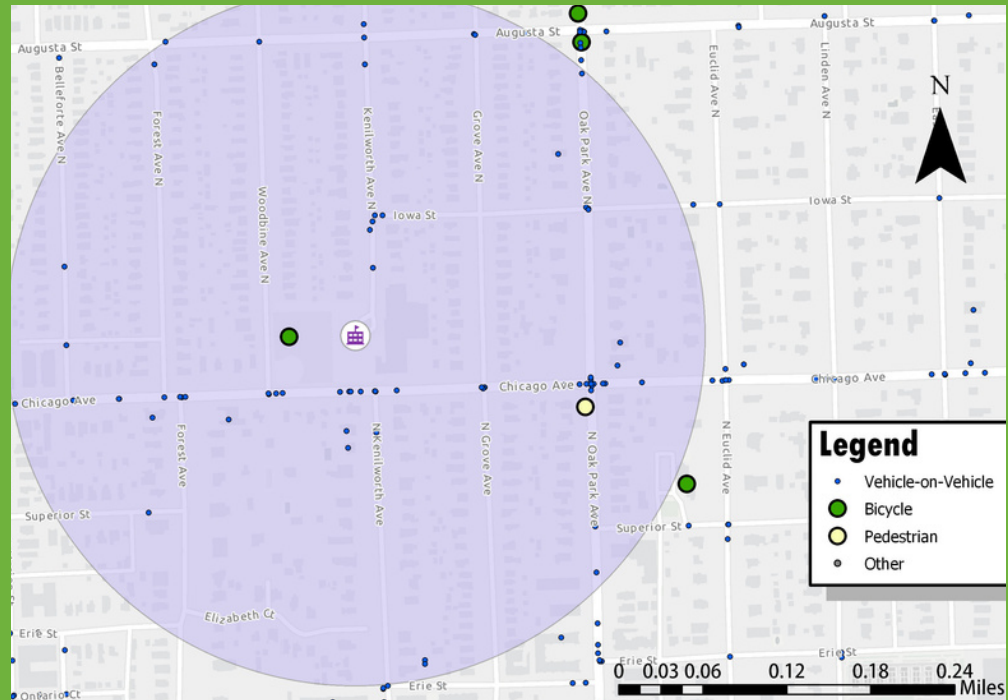 Augusta St
Augusta St
Augusta St
Belleforte Ave N
Forest Ave N
Woodbine Ave N
Kenilworth Ave N
Grove Ave N
Oak Park Ave N
Euclid Ave N
Linden Ave N
N
Iowa St
Iowa St
Chicago Ave
Chicago Ave
Chicago Ave
Forest Ave
N Kenilworth Ave
N Grove Ave
N Oak Park Ave
N Euclid Ave
Superior St
Superior St
Elizabeth Ct
Erie St
Erie St
Erie St
Erie St
Ontario Ct
Legend
Vehicle-on-Vehicle
Bicycle
Pedestrian
Other
0 0.03 0.06 0.12 0.18 0.24
Miles